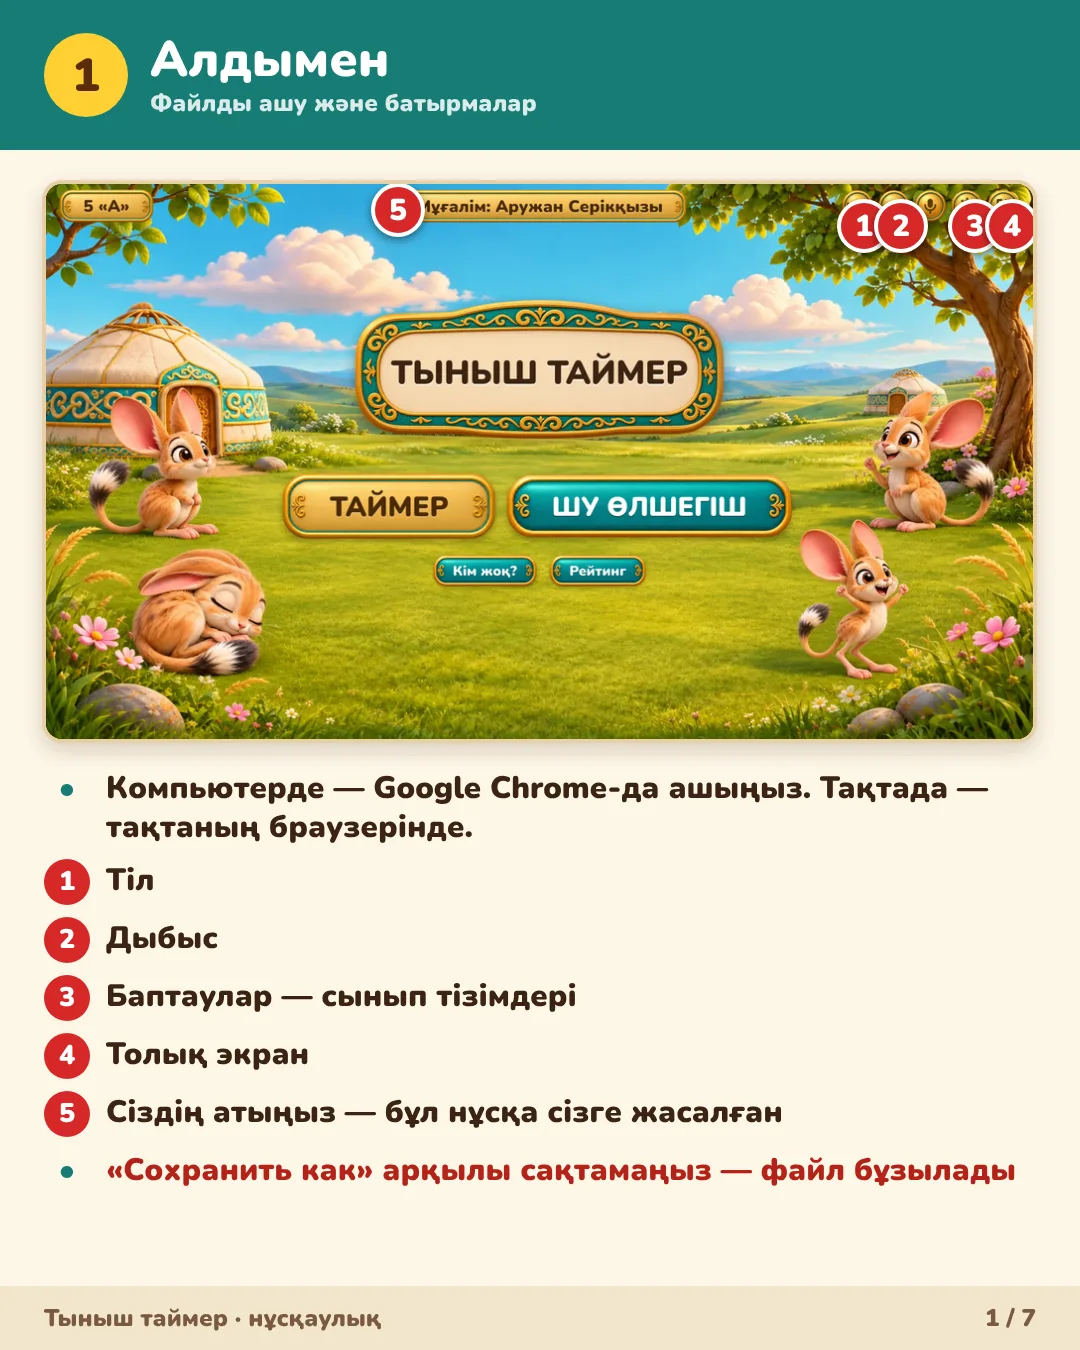 1
Алдымен
Файлды ашу және батырмалар
5 «А»
5
Мұғалім: Аружан Серікқызы
1
2
3
4
ТЫНЫШ ТАЙМЕР
ТАЙМЕР
ШУ ӨЛШЕГІШ
Кім жоқ?
Рейтинг
• Компьютерде — Google Chrome-да ашыңыз. Тақтада —
тақтаның браузерінде.
1 Тіл
2 Дыбыс
3 Баптаулар — сынып тізімдері
4 Толық экран
5 Сіздің атыңыз — бұл нұсқа сізге жасалған
• «Сохранить как» арқылы сақтамаңыз — файл бұзылады
Тыныш таймер · нұсқаулық
1 / 7